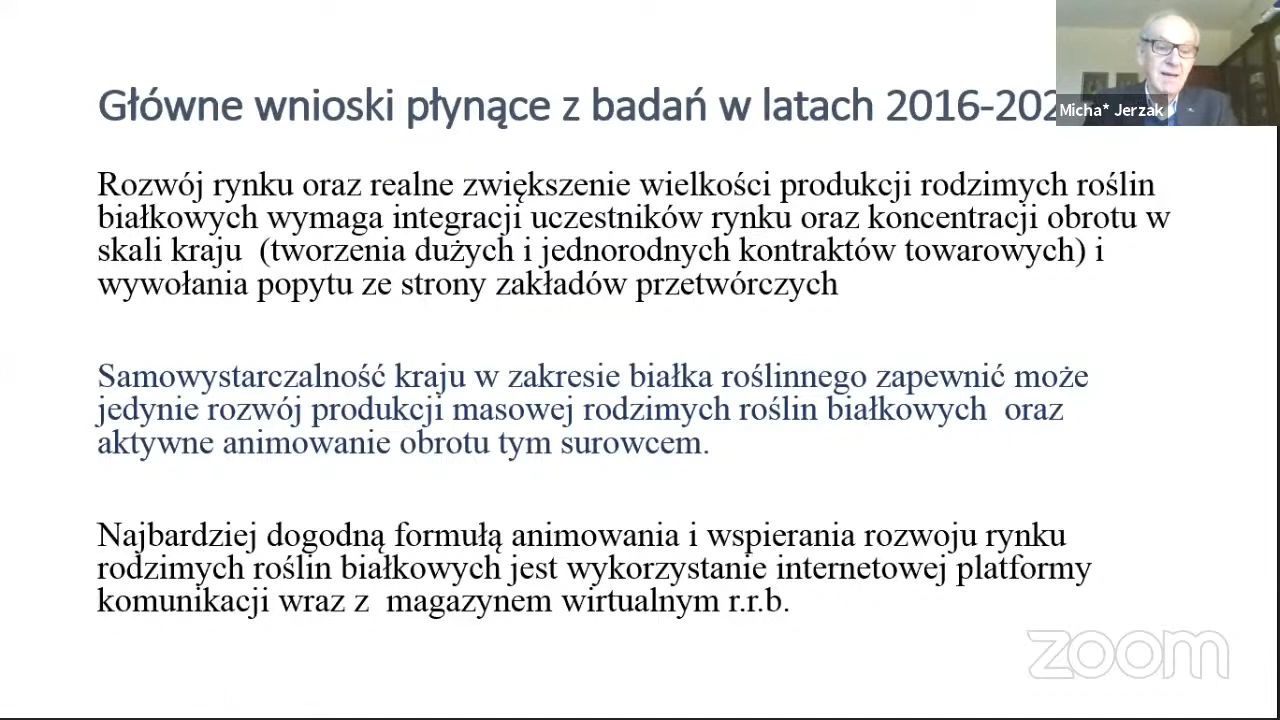 Główne wnioski płynące z badań w latach 2016-202
Micha* Jerzak
Rozwój rynku oraz realne zwiększenie wielkości produkcji rodzimych roślin
białkowych wymaga integracji uczestników rynku oraz koncentracji obrotu w
skali kraju (tworzenia dużych i jednorodnych kontraktów towarowych) i
wywołania popytu ze strony zakładów przetwórczych
Samowystarczalność kraju w zakresie białka roślinnego zapewnić może
jedynie rozwój produkcji masowej rodzimych roślin białkowych oraz
aktywne animowanie obrotu tym surowcem.
Najbardziej dogodną formułą animowania i wspierania rozwoju rynku
rodzimych roślin białkowych jest wykorzystanie internetowej platformy
komunikacji wraz z magazynem wirtualnym r.r.b.
zoom